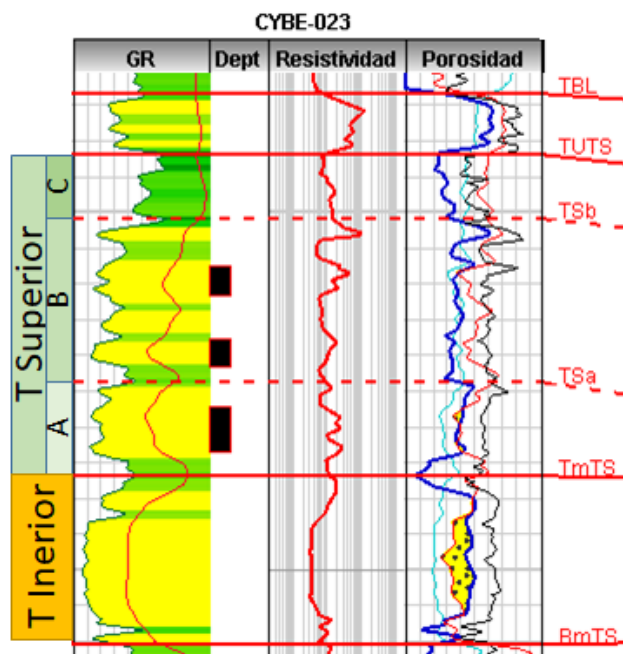 CYBE-023
GR Dept Resistividad Porosidad
TBL
TUTS
C
TSb
T Superior
B
TSa
A
TmTS
T Inerior
BmTS